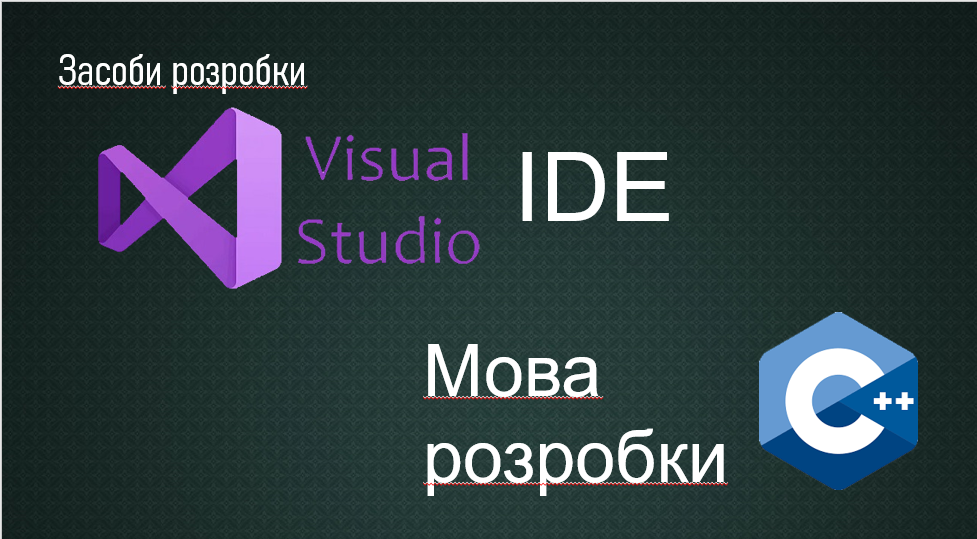 Засоби розробки
Visual
Studio
IDE
Мова
розробки
C++